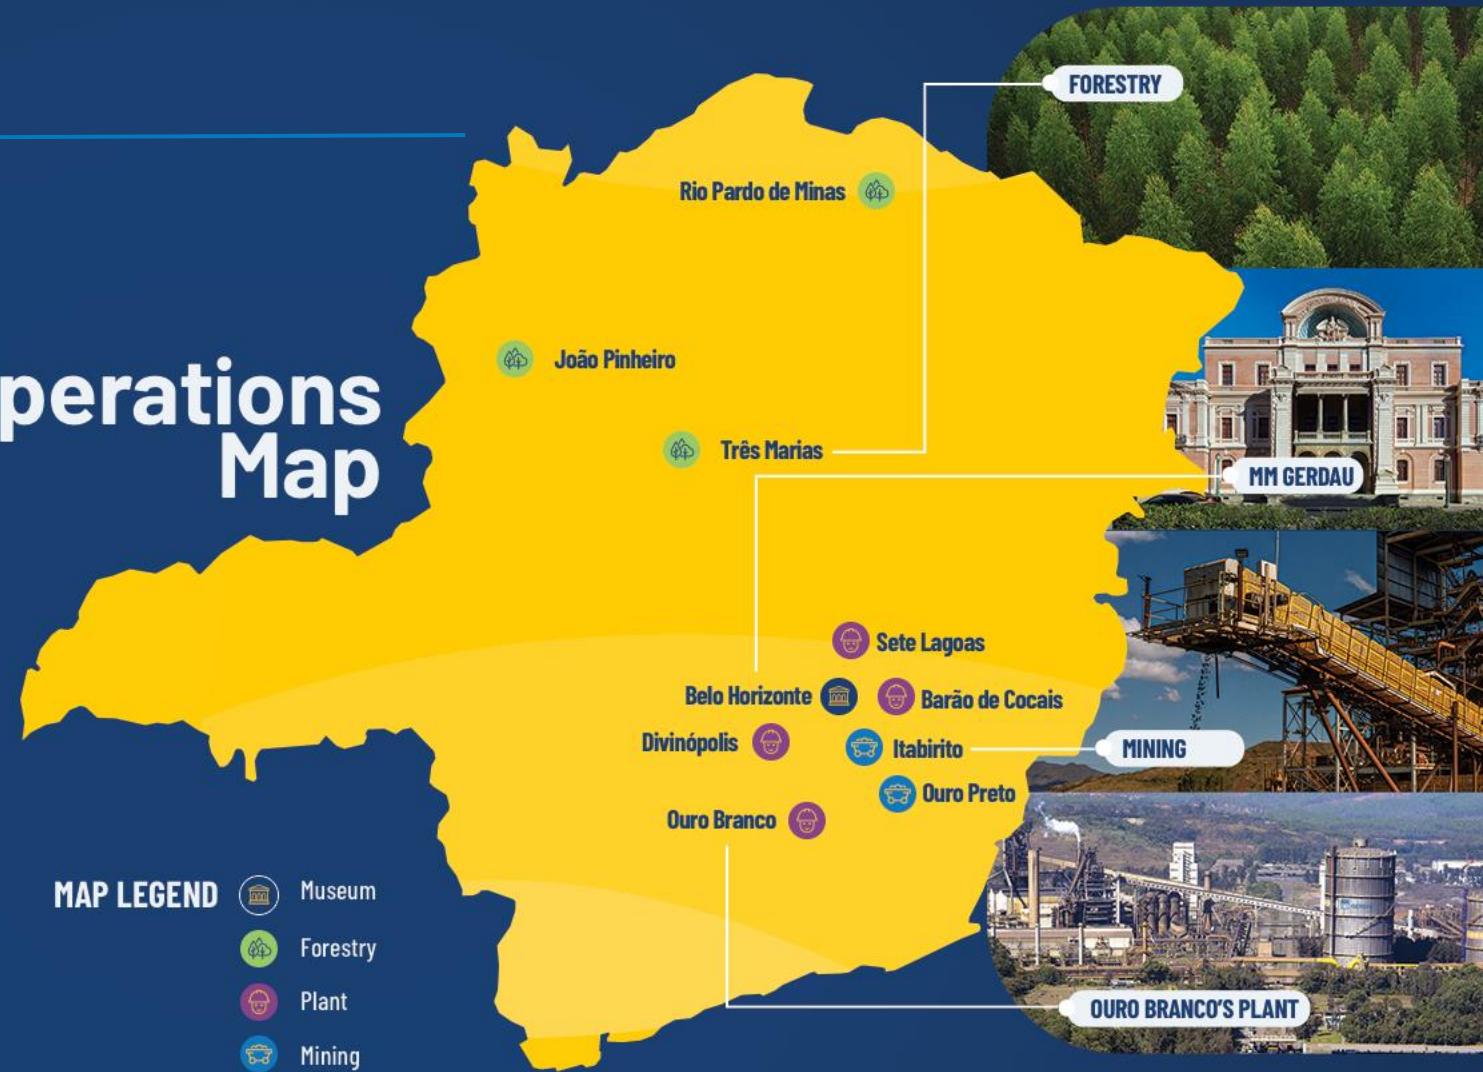 perations
Map
FORESTRY
Rio Pardo de Minas
João Pinheiro
Três Marias
MM GERDAU
Sete Lagoas
Belo Horizonte
Barão de Cocais
Divinópolis
Itabirito
MINING
Ouro Preto
Ouro Branco
OURO BRANCO'S PLANT
MAP LEGEND
Museum
Forestry
Plant
Mining